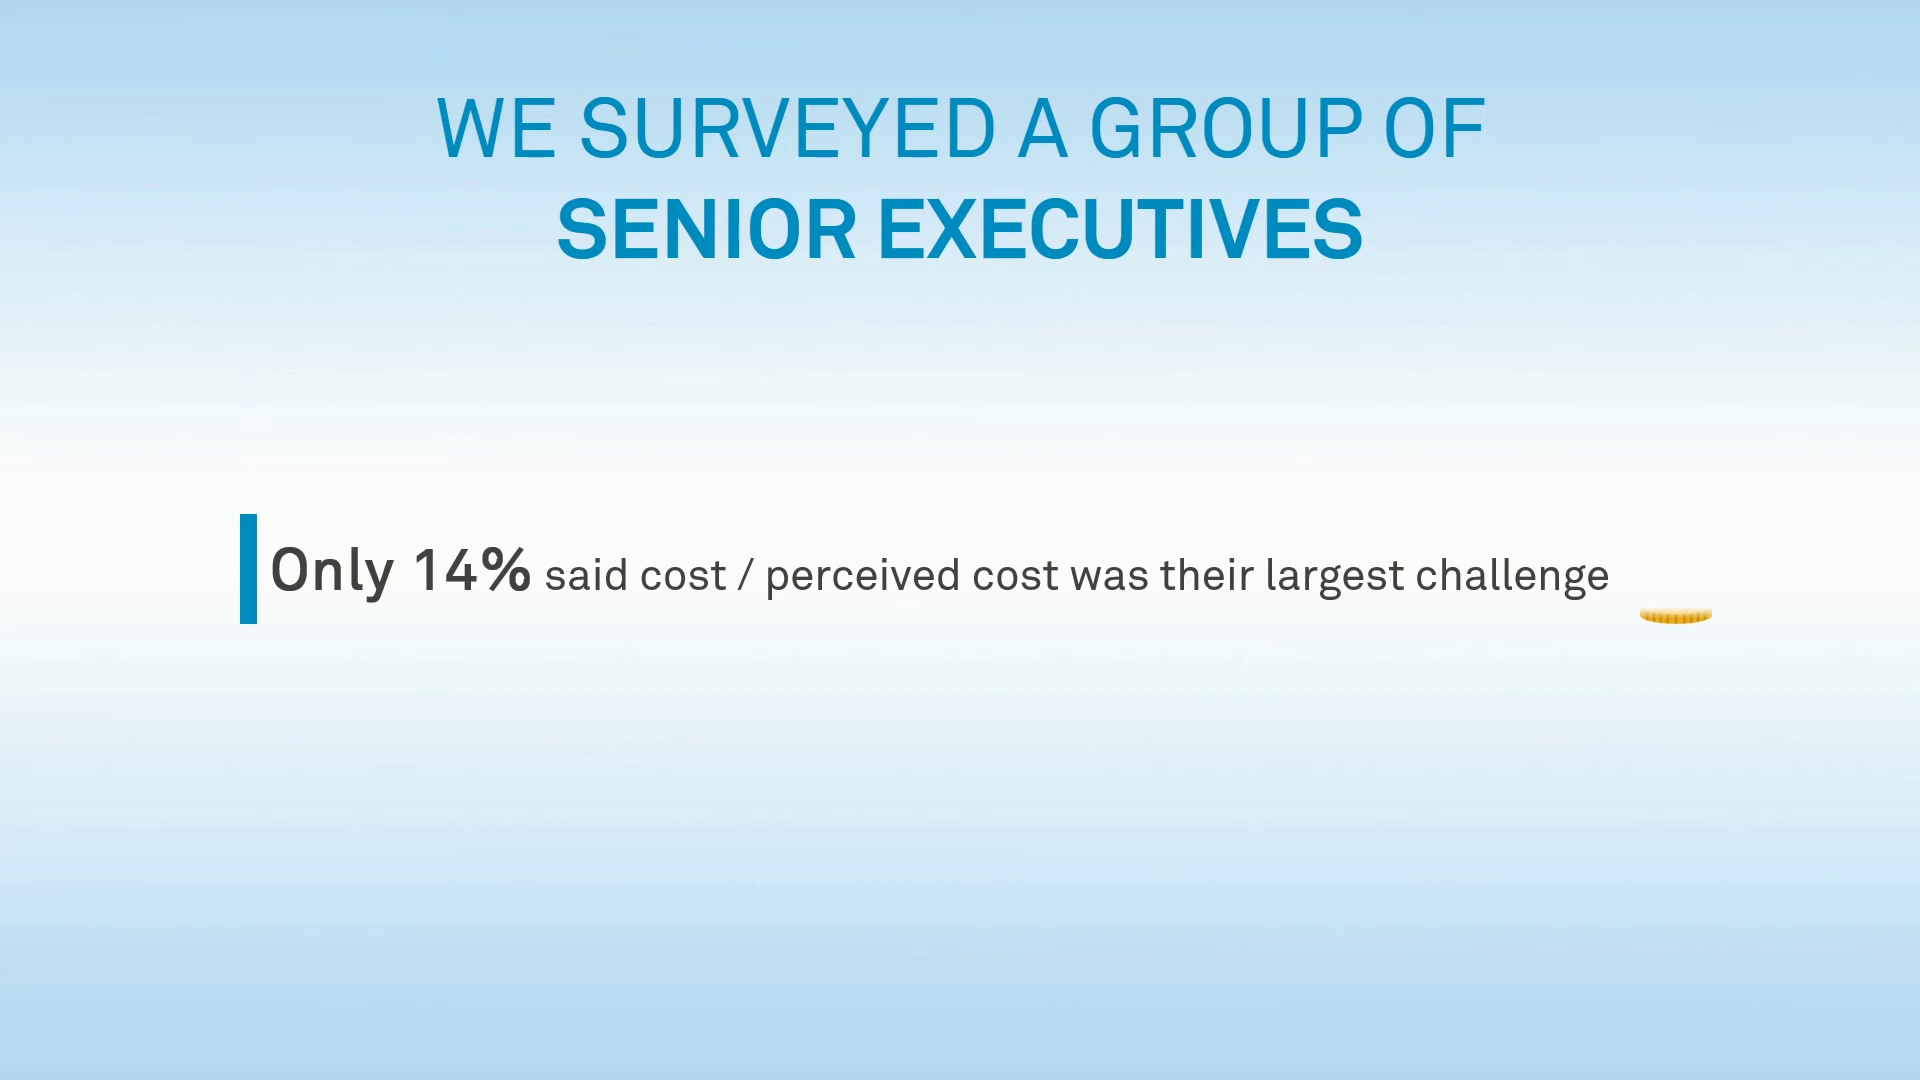 WE SURVEYED A GROUP OF
SENIOR EXECUTIVES
Only 14% said cost / perceived cost was their largest challenge